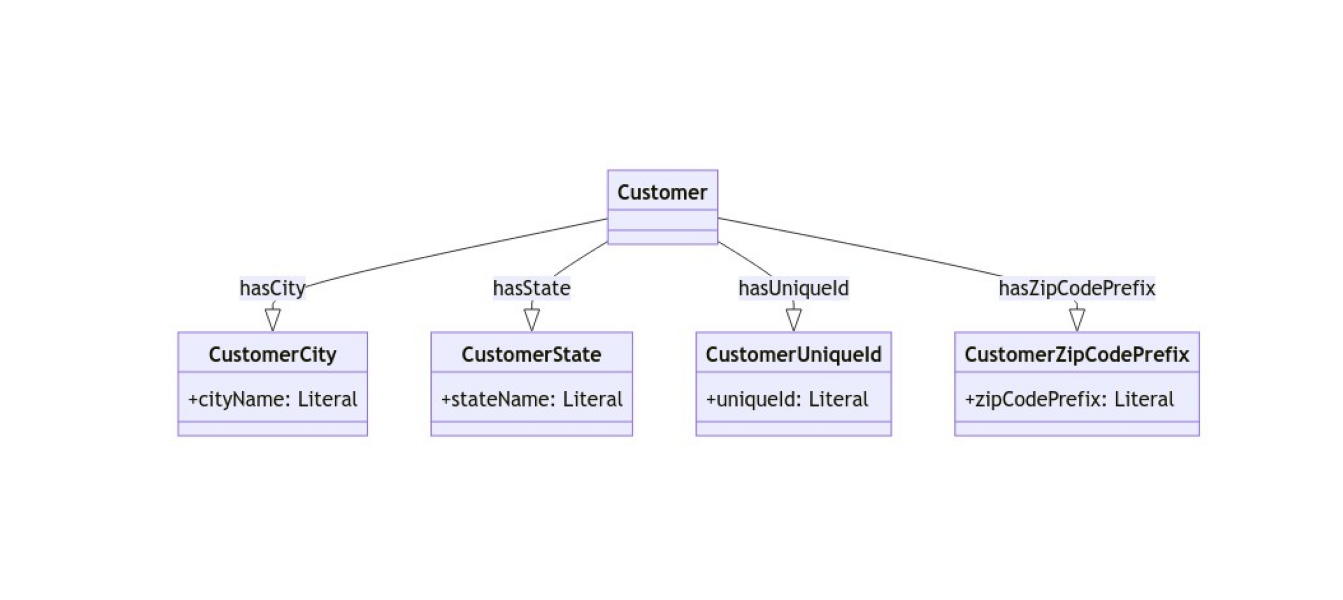 Customer
hasCity
hasState
hasUniqueId
hasZipCodePrefix
CustomerCity
CustomerState
CustomerUniqueId
CustomerZipCodePrefix
+cityName: Literal
+stateName: Literal
+uniqueId: Literal
+zipCodePrefix: Literal